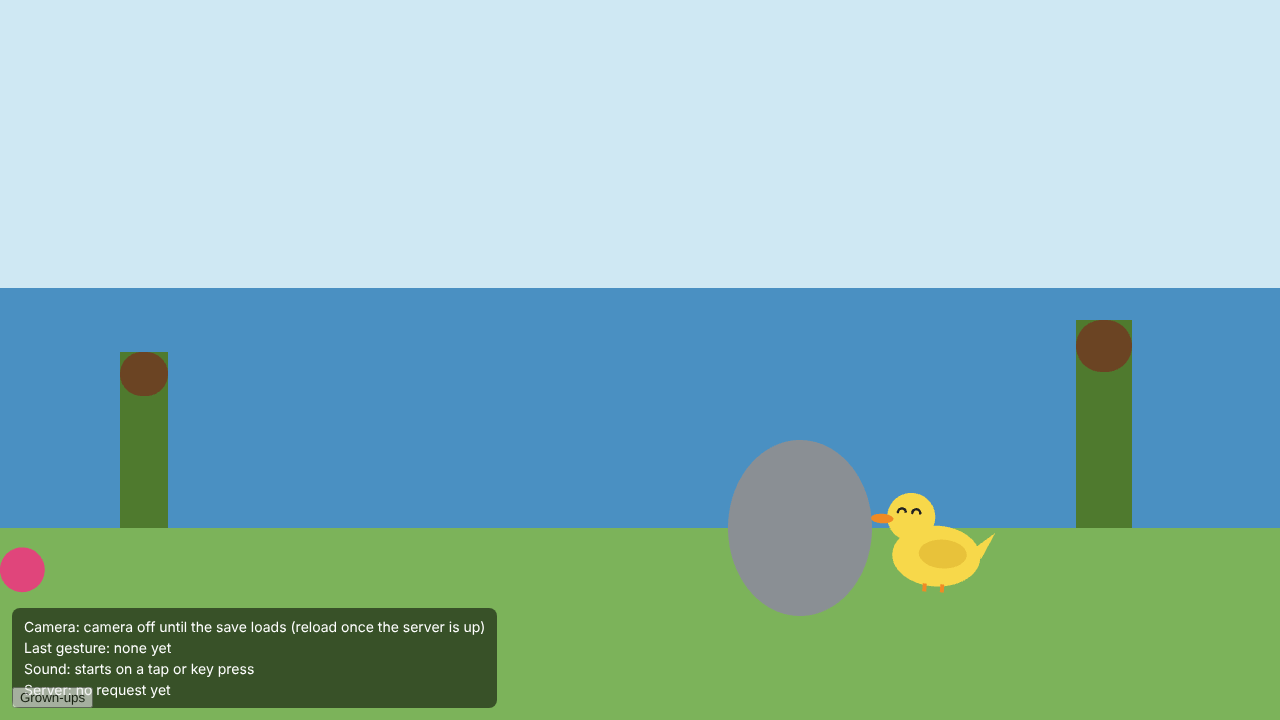 Camera: camera off until the save loads (reload once the server is up)
Last gesture: none yet
Sound: starts on a tap or key press
Server: no request yet
Grown-ups